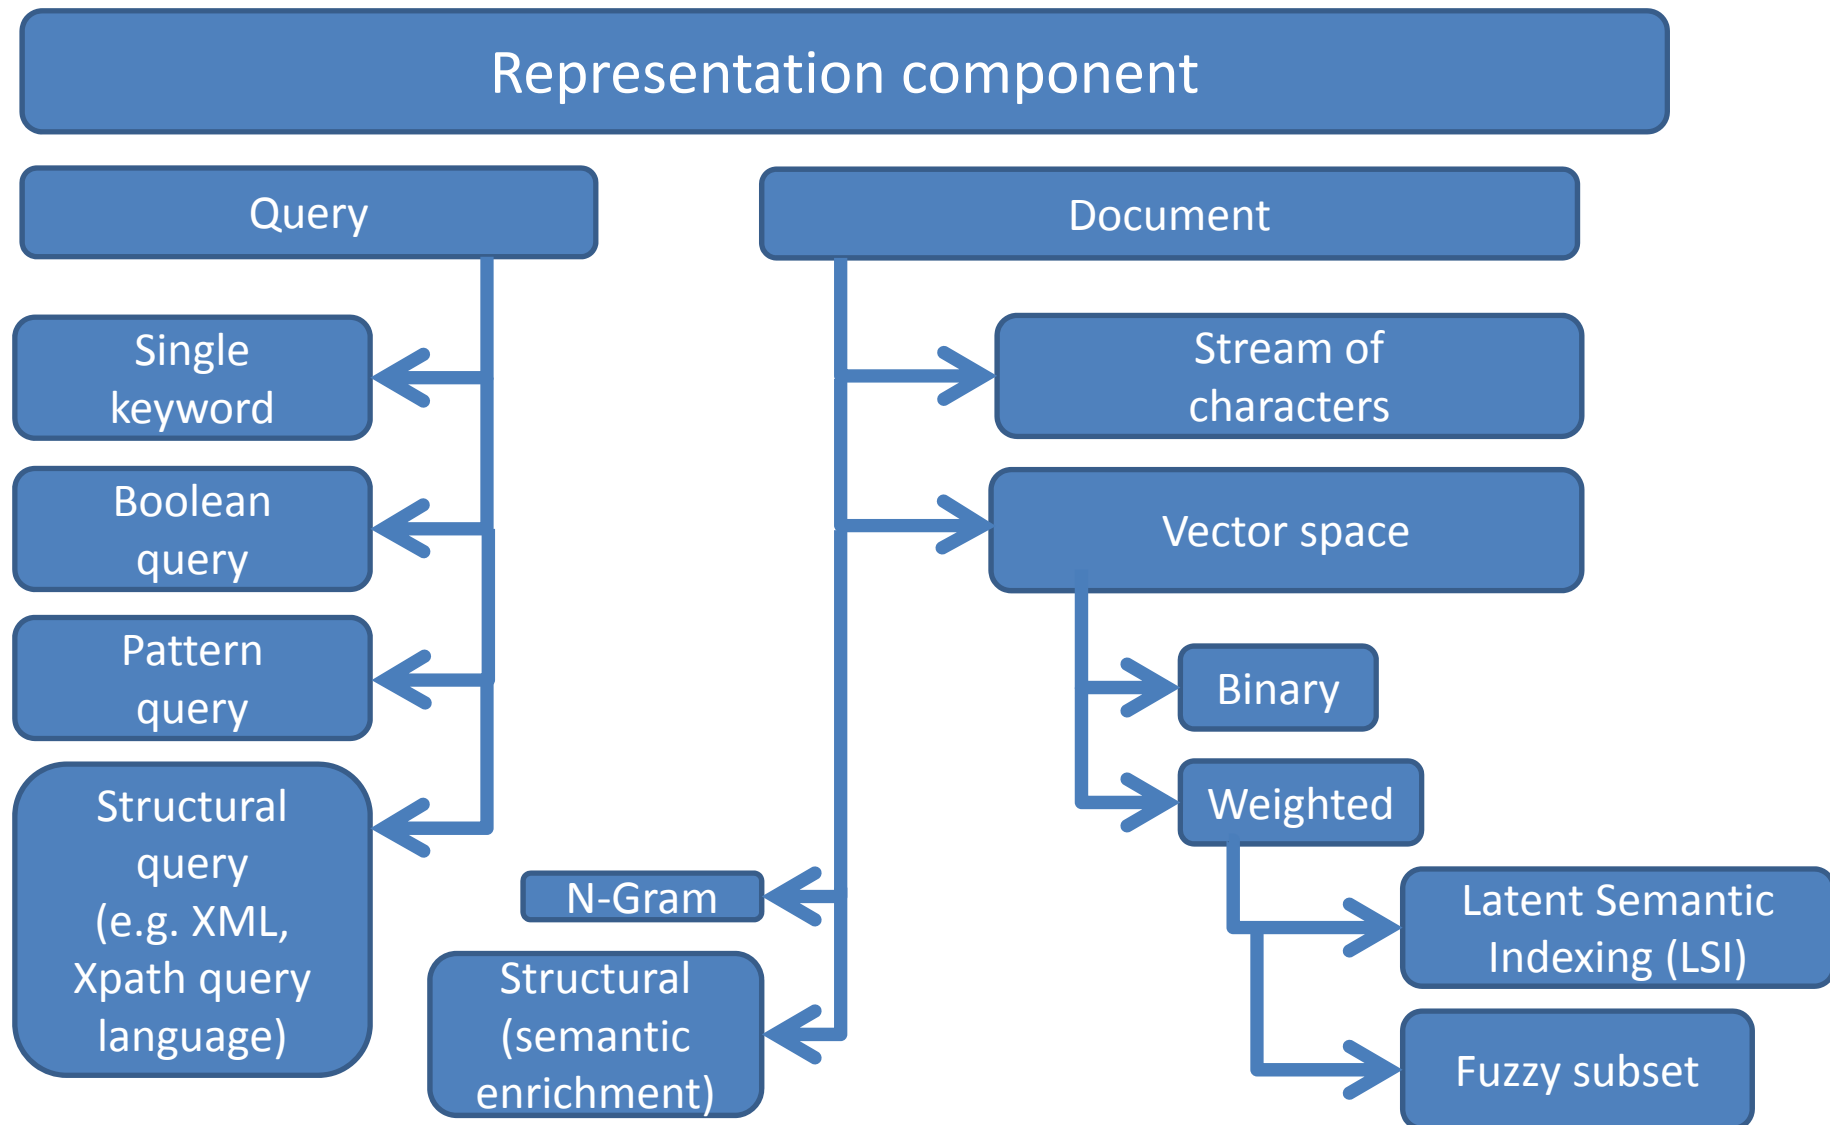 Representation component
Query
Document
Single
keyword
Stream of
characters
Boolean
query
Vector space
Pattern
query
Binary
Structural
query
(e.g. XML,
Xpath query
language)
Weighted
N-Gram
Latent Semantic
Indexing (LSI)
Structural
(semantic
enrichment)
Fuzzy subset